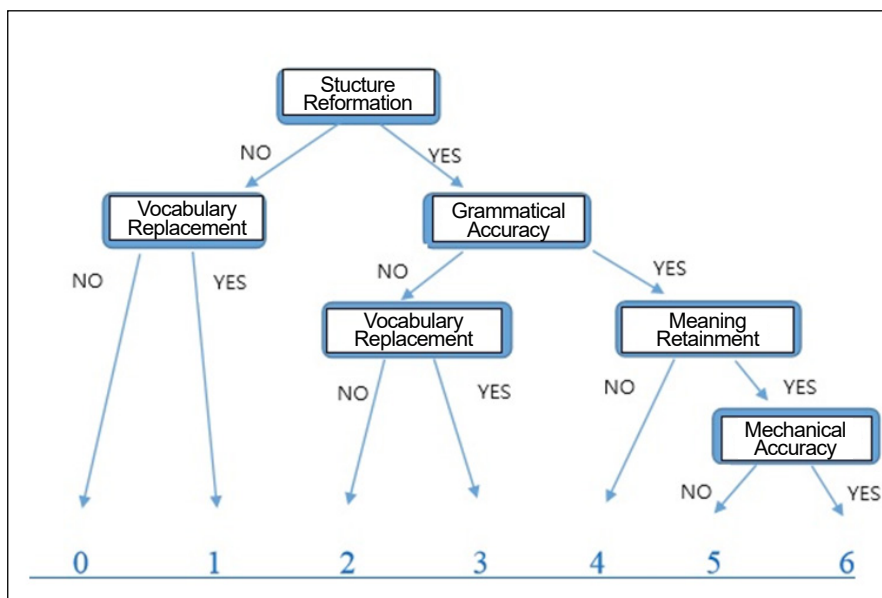 Stucture
Reformation
NO
YES
Vocabulary
Replacement
Grammatical
Accuracy
NO
YES
NO
YES
Vocabulary
Replacement
Meaning
Retainment
NO
YES
NO
YES
Mechanical
Accuracy
NO
YES
0 1 2 3 4 5 6